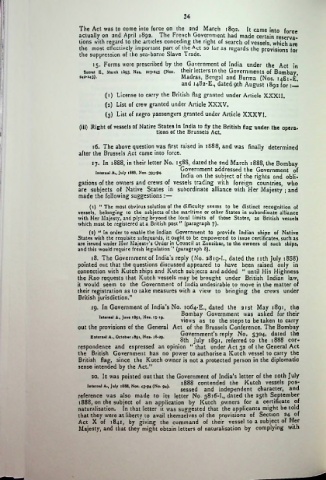 24
The Act was to come into force on the 2nd March 1892. It came into force
actually on 2nd April 1892. The French Government had made certain reserva-
tions with regard to the articles conceding the right of search of vessels, which are
the most effectively important part of the Act so far as regards the provisions for
the suppression of the sea-borne Slave Trade.
15. Forms were prescribed by the Government of India under the Act in
their letters to the Governments of Bombay,
Madras, Bengal and Burma (Nos. 1481-E.
and 1482-E., dated 9th August 1892 for :—
(1) License to carry the British flag granted under Article XXXII.
(2) List of crew granted under Article XXXV.
(3) List of negro passengers granted under Article XXXVI.
(ii) Right of vessels of Native States in India to fly the British flag under the opera-
tions of the Brussels Act.
16. The above question was first raised in 1888, and was finally determined
after the Brussels Act came into force.
17. In 1888, in their letter No. 1588, dated the 2nd March 1888, the Bombay
Government addressed the Government of
India on the subject of the rights and obli-
gations of the owners and crews of vessels trading with foreign countries, who
are subjects of Native States in subordinate alliance with Her Majesty ; and
made the following suggestions :—
(1) " The most obvious solution of the difficulty seems to be distinct recognition of
vessels, belonging to the subjects of the maritime or other States in subordinate alliance
with Her Majesty, and plying beyond the local limits of those States, as British vessels
which must be registered at a British post " (paragraph 7).
(2) " In order to enable the Indian Government to provide Indian ships of Native
States with the requisite safeguards, it ought to be empowered to issue certificates, such as
are issued under Her Majesty's Order in Council at Zanzibar, to the owners of such ships,
and this would require fresh legislation " (paragraph 8).
18. The Government of India's reply (No. 2819-I., dated the 11th July 1888)
pointed out that the questions discussed appeared to have been raised only in
connection with Kutch ships and Kutch subjects and added " until His Highness
the Rao requests that Kutch vessels may be brought under British Indian law,
it would seem to the Government of India undesirable to move in the matter of
their registration as to take measures with a view to bringing the crews under
British jurisdiction."
19. In Government of India's No. 1064-E., dated the 21st May 1891, the
Internal A., June 1891, Nos. 13-19.
Bombay Government was asked for their
views as to the steps to be taken to carry
out the provisions of the General Act of the Brussels Conference. The Bombay
Government's reply No. 5304, dated the
8th July 1891, referred to the 1888 cor-
respondence and expressed an opinion " that under Act 32 of the General Act
the British Government has no power to authorise a Kutch vessel to carry the
British flag, since the Kutch owner is not a protected person in the diplomatic
sense intended by the Act."
20. It was pointed out that the Government of India's letter of the 10th July
1888 contended the Kutch vessels pos-
sessed and independent character, and
reference was also made to its letter No. 3816-I., dated the 25th September
1888, on the subject of an application by Kutch owners for a certificate of
naturalisation. In that letter it was suggested that the applicants might be told
that they were at liberty to avail themselves of the provisions of Section 14 of
Act X of 1841, by giving the command of their vessel to a subject of Her
Majesty, and that they might obtain letters of naturalisation by complying with